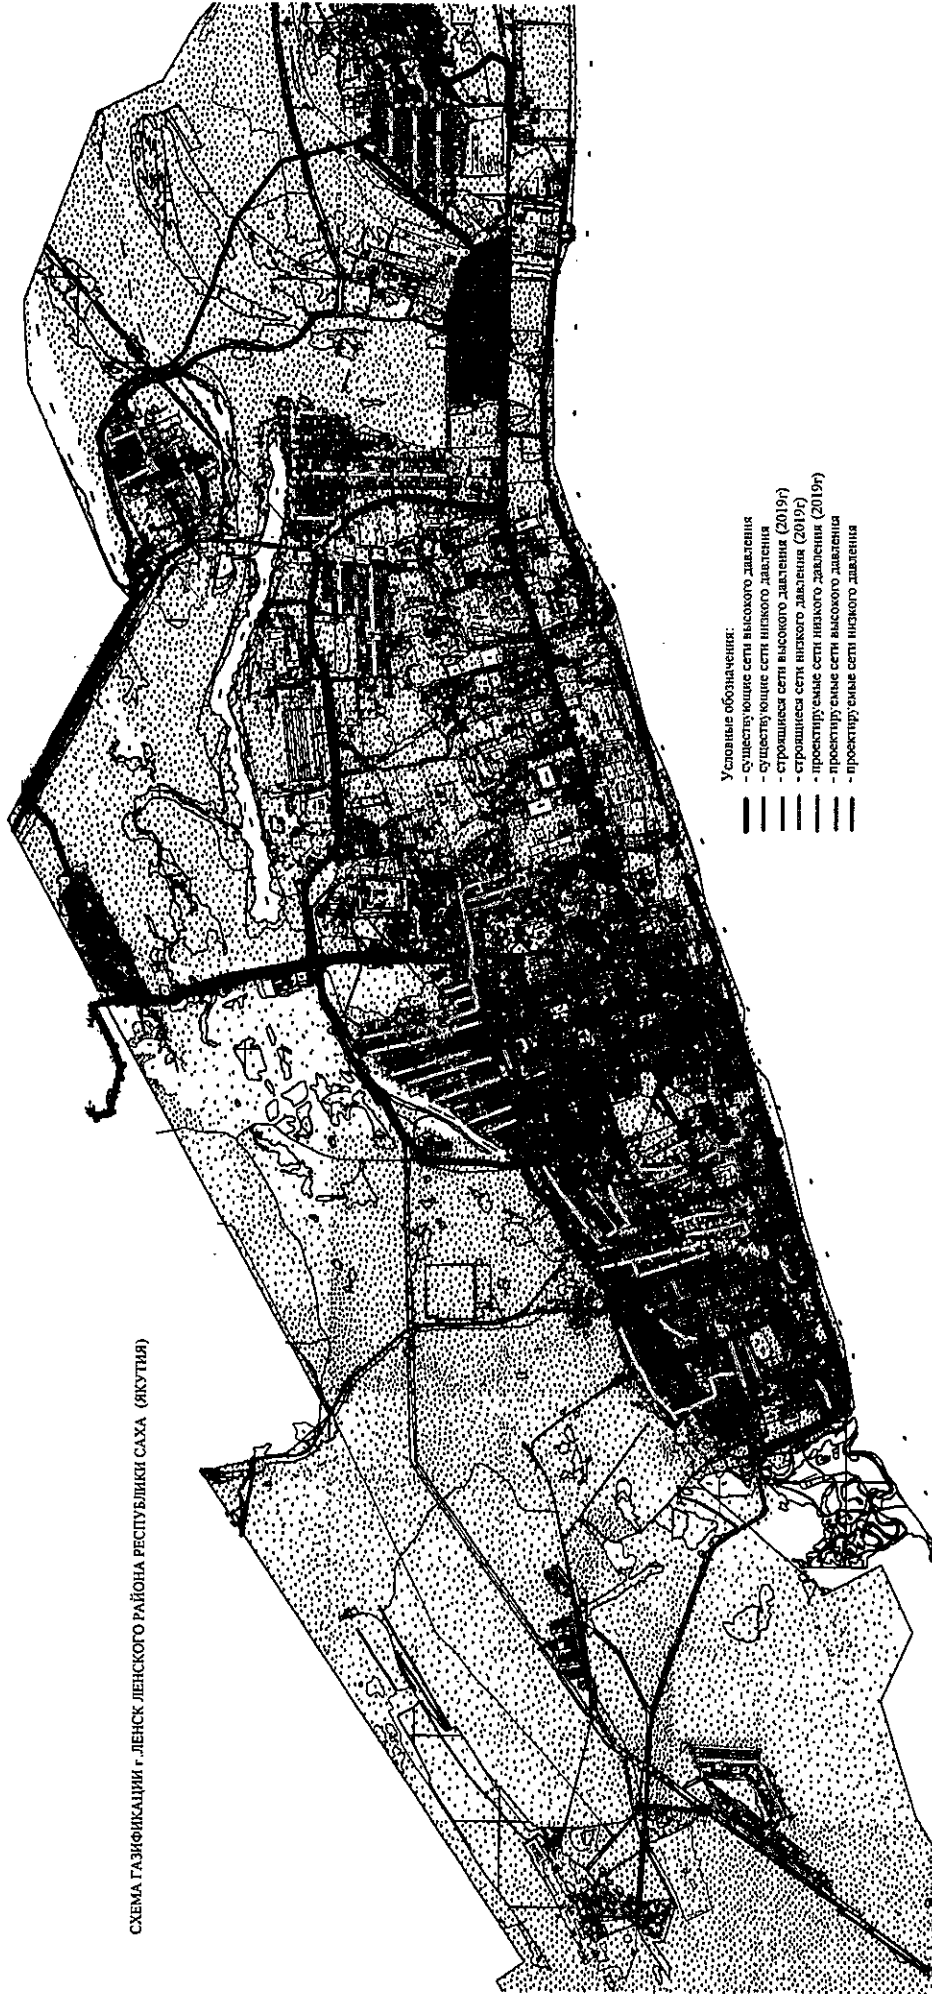 СХЕМА ГАЗИФИКАЦИИ г. ЛЕНСК ЛЕНСКОГО РАЙОНА РЕСПУБЛИКИ САХА (ЯКУТИЯ)
Условные обозначения:
- существующие сети высокого давления
- существующие сети низкого давления
- строящиеся сети высокого давления (2019г)
- строящиеся сети низкого давления (2019г)
- проектируемые сети низкого давления (2019г)
- проектируемые сети высокого давления
- проектируемые сети низкого давления